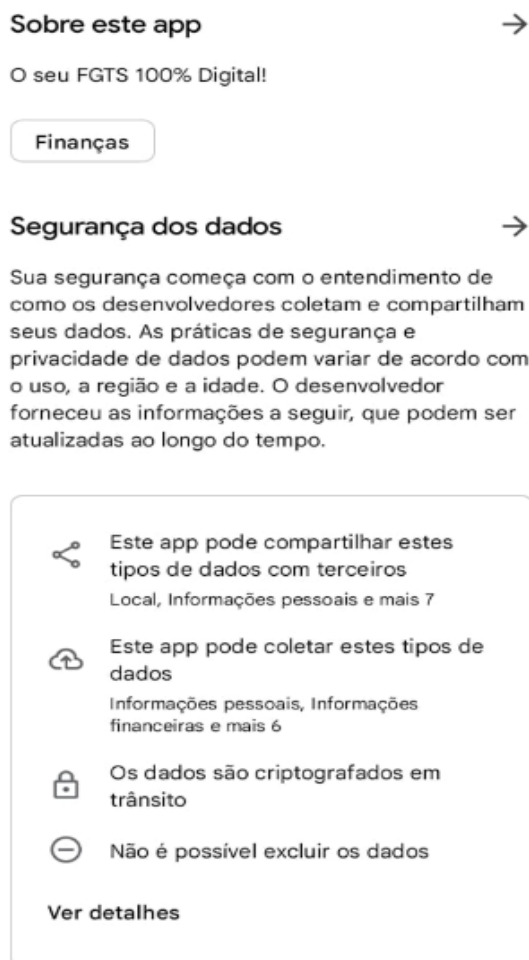 Sobre este app
O seu FGTS 100% Digital!
Finanças
Segurança dos dados
Sua segurança começa com o entendimento de
como os desenvolvedores coletam e compartilham
seus dados. As práticas de segurança e
privacidade de dados podem variar de acordo com
o uso, a região e a idade. O desenvolvedor
forneceu as informações a seguir, que podem ser
atualizadas ao longo do tempo.
Este app pode compartilhar estes
tipos de dados com terceiros
Local, Informações pessoais e mais 7
Este app pode coletar estes tipos de
dados
Informações pessoais, Informações
financeiras e mais 6
Os dados são criptografados em
trânsito
Não é possível excluir os dados
Ver detalhes